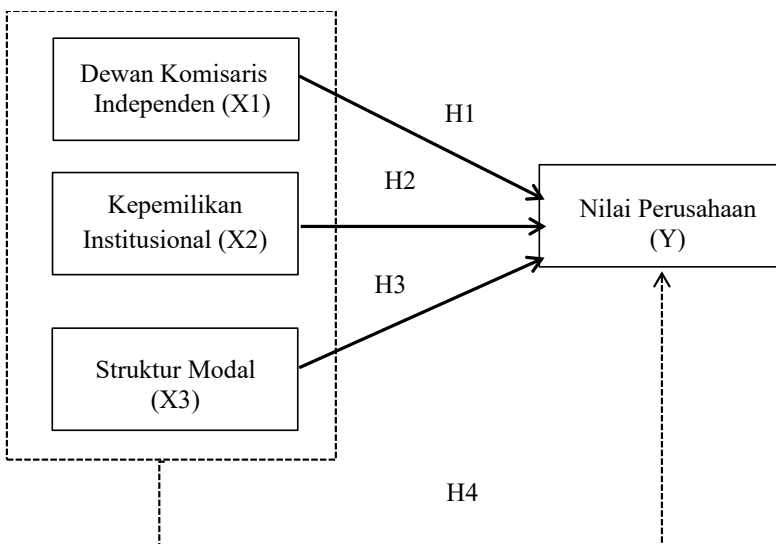 Dewan Komisaris
Independen (X1)
H1
H2
Kepemilikan
Institusional (X2)
Nilai Perusahaan
(Y)
H3
Struktur Modal
(X3)
H4